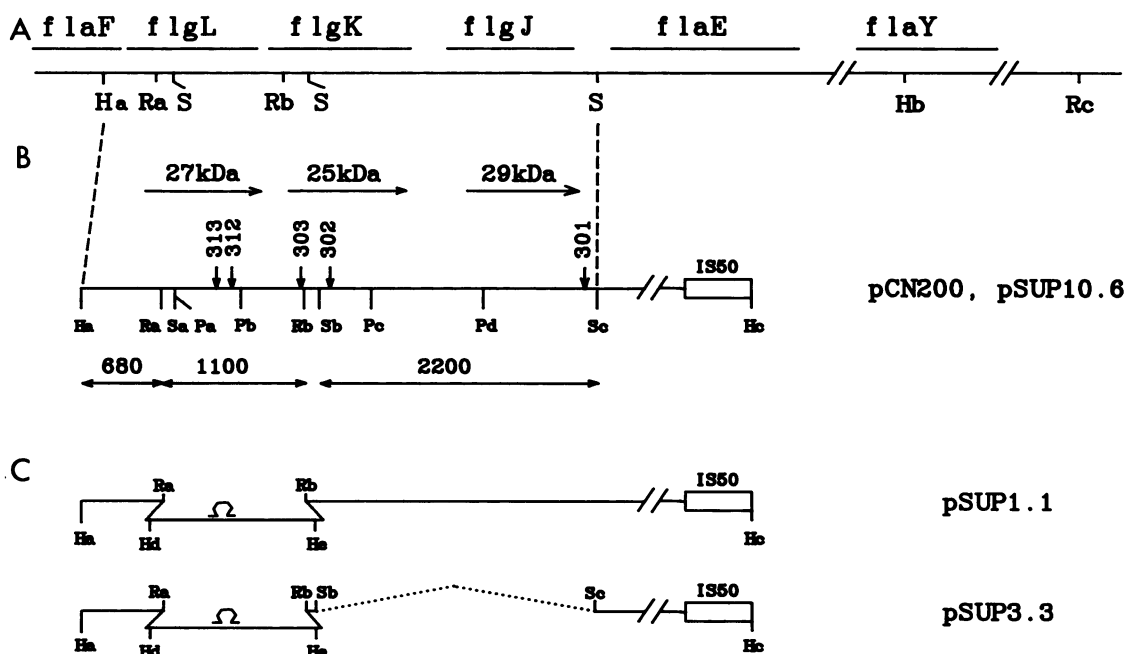 A flaF flgL flgK flgJ flaE flaY
Ha Ra S Rb S S Hb Rc
B 27kDa 25kDa 29kDa
313 312 303 302 301
IS50
pCN200, pSUP10.6
Ha Ra Sa Pa Pb Rb Sb Pc Pd Sc Hc
680 1100 2200
C
Ra Rb IS50
Ω
pSUP1.1
Ha Hd He Hc
Ra Rb Sb Sc IS50
Ω
pSUP3.3
Ha Hd He Hc